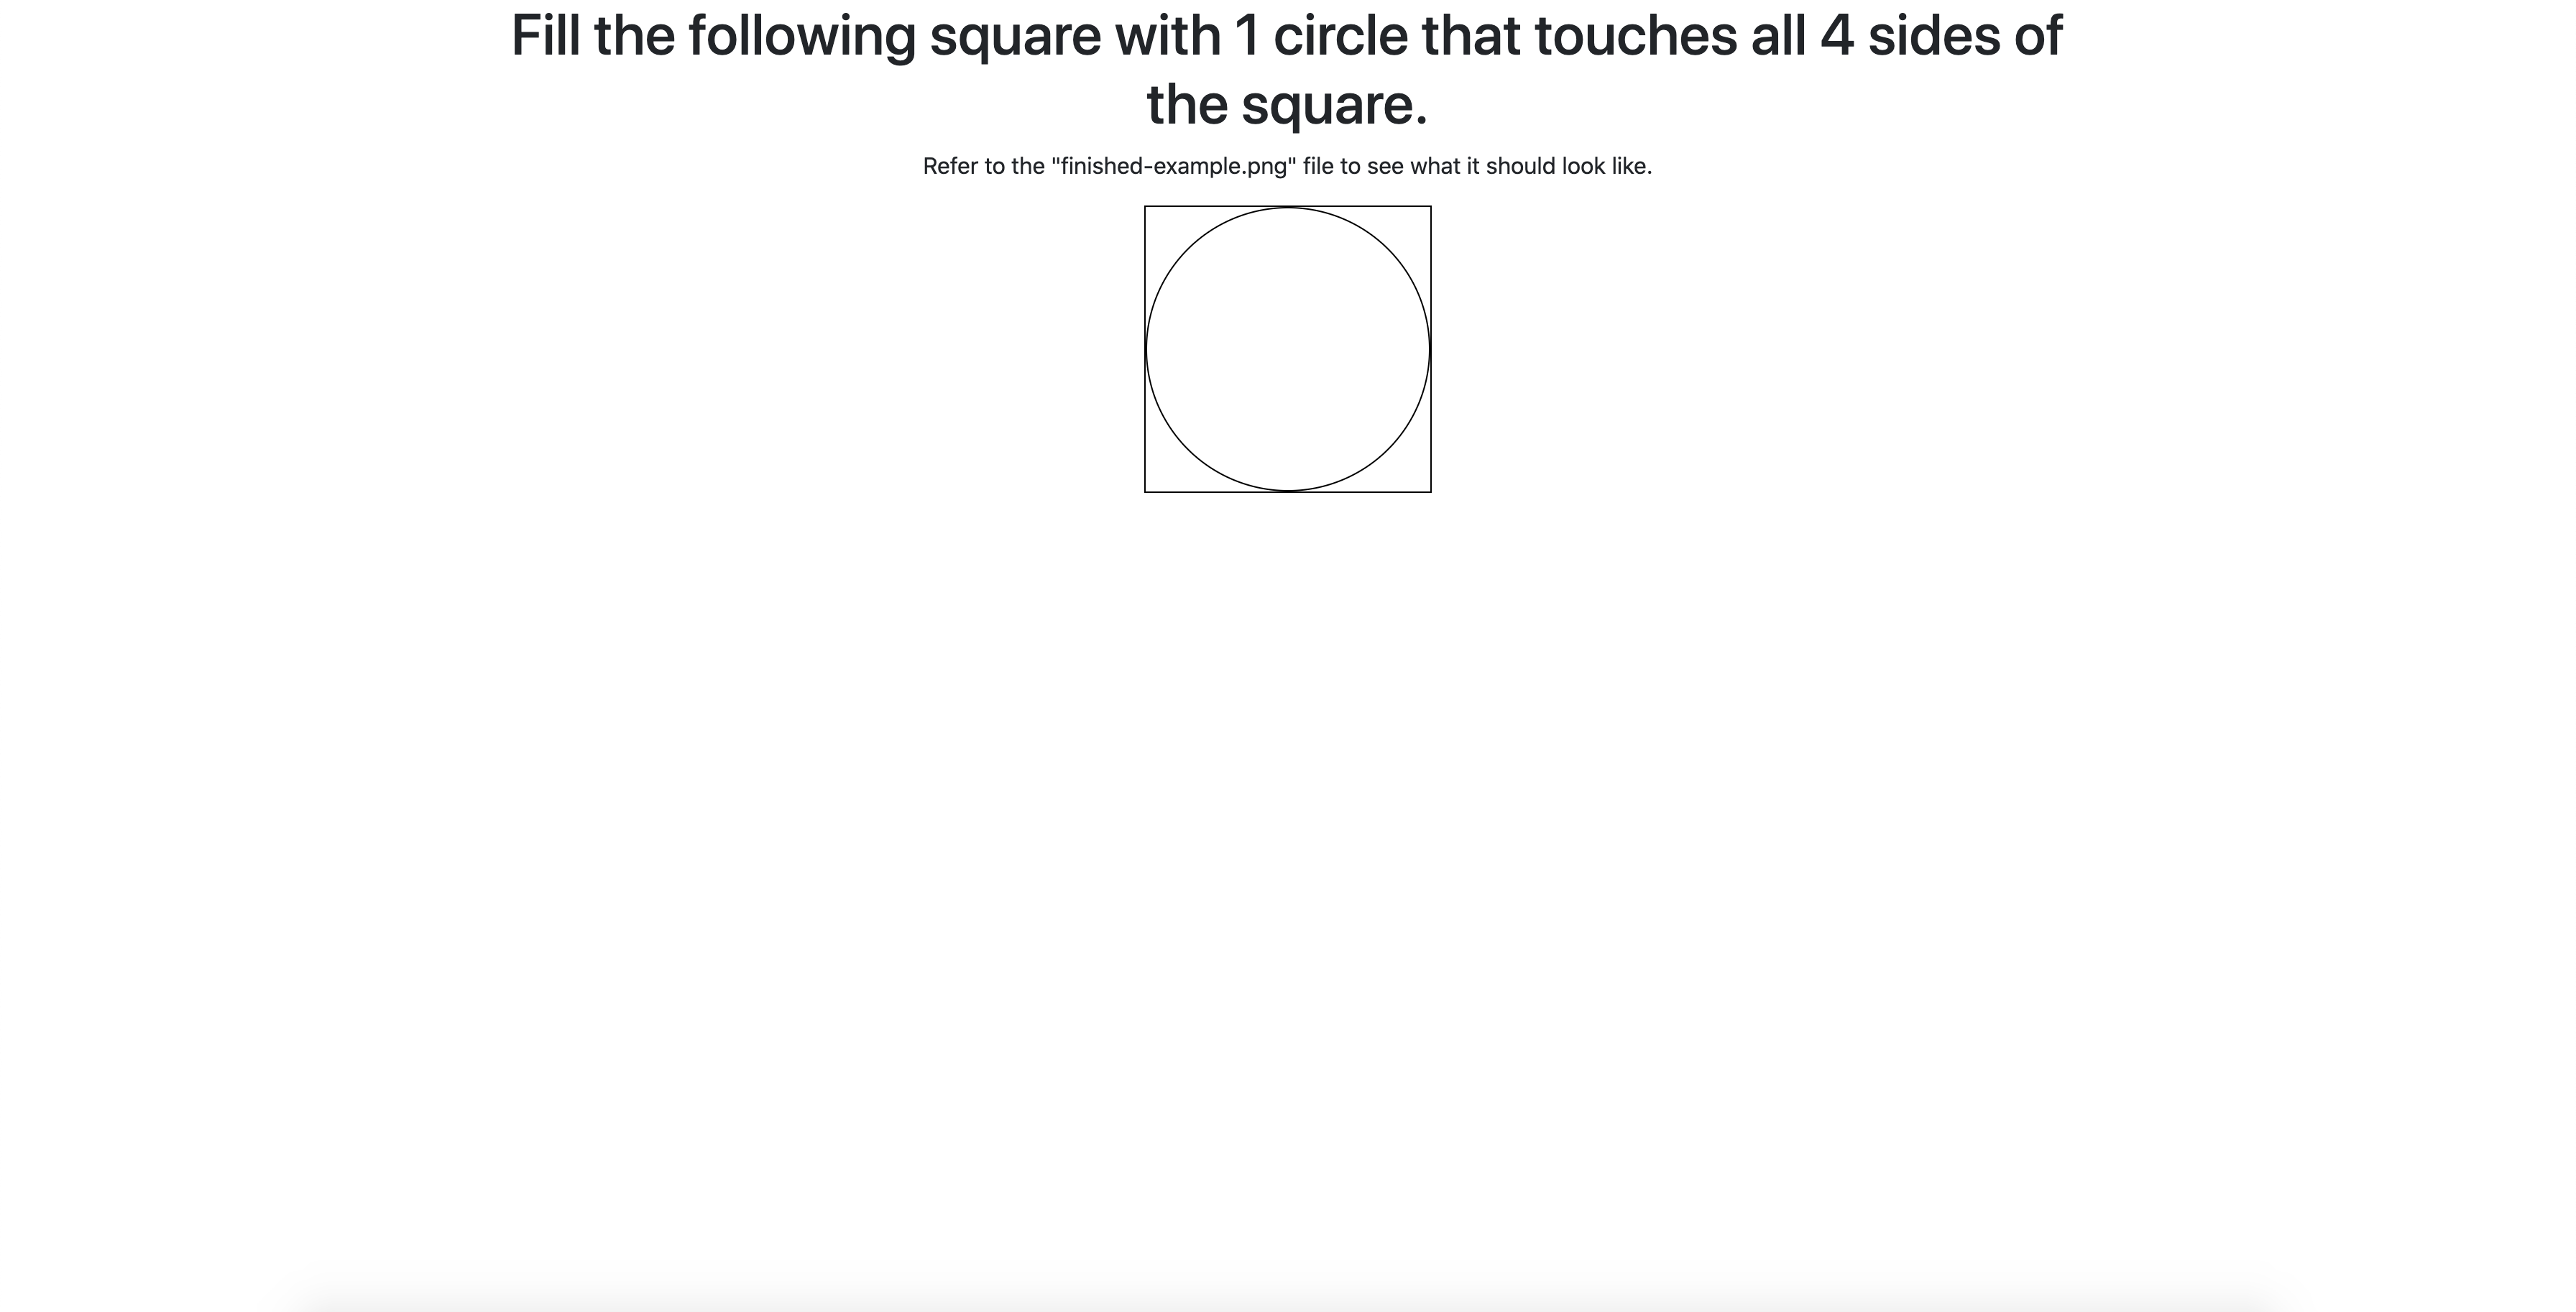 Fill the following square with 1 circle that touches all 4 sides of
the square.
Refer to the "finished-example.png" file to see what it should look like.